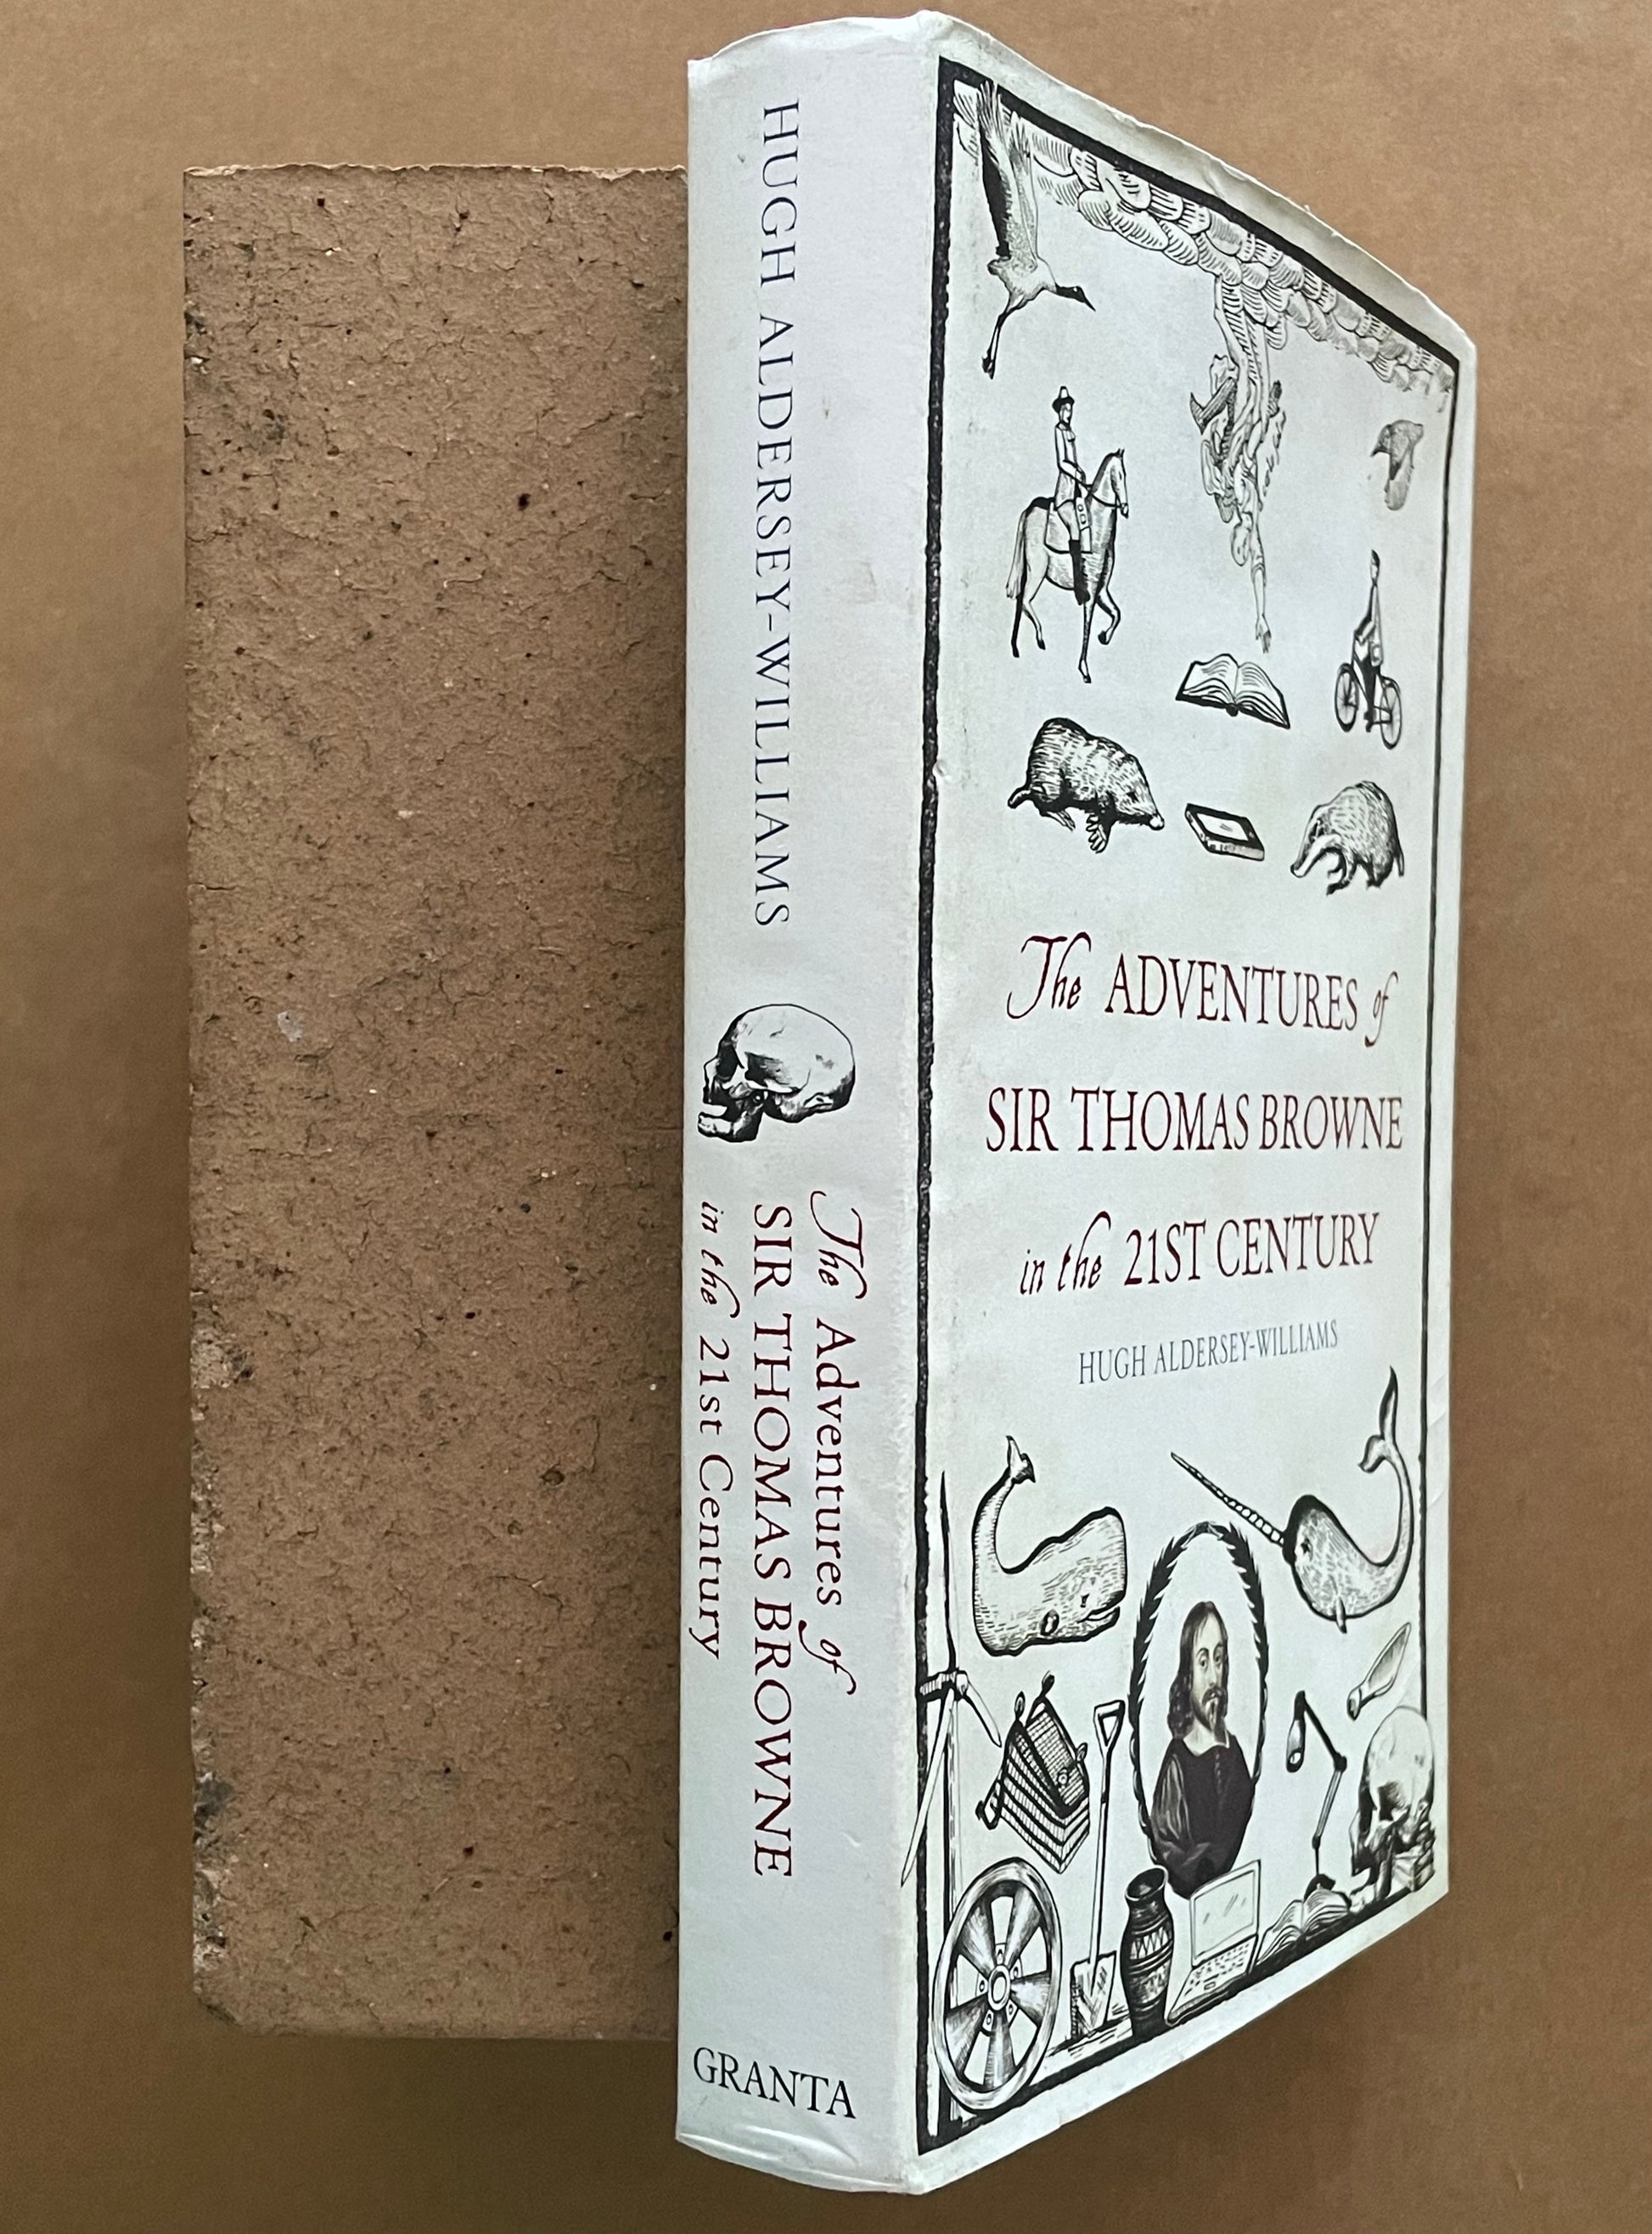 HUGH ALDERSEY-WILLIAMS
The Adventures of
SIR THOMAS BROWNE
in the 21st Century
GRANTA
The ADVENTURES of
SIR THOMAS BROWNE
in the 21ST CENTURY
HUGH ALDERSEY-WILLIAMS